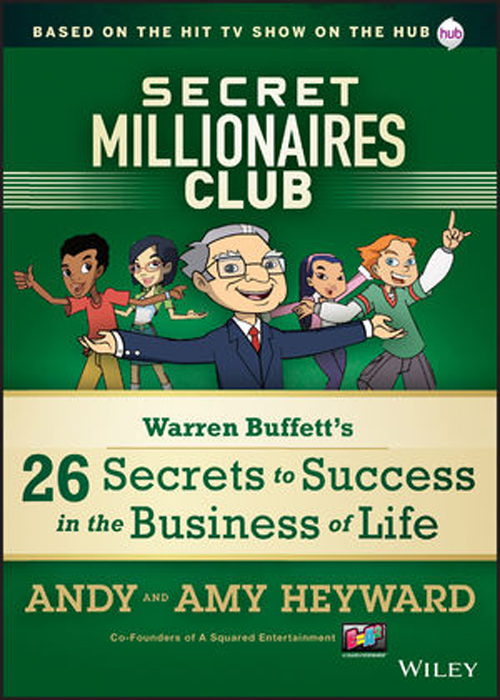 BASED ON THE HIT TV SHOW ON THE HUB hub
SECRET
MILLIONAIRES
CLUB
Warren Buffett's
26 Secrets to Success
in the Business of Life
ANDY AND AMY HEYWARD
Co-Founders of A Squared Entertainment
WILEY